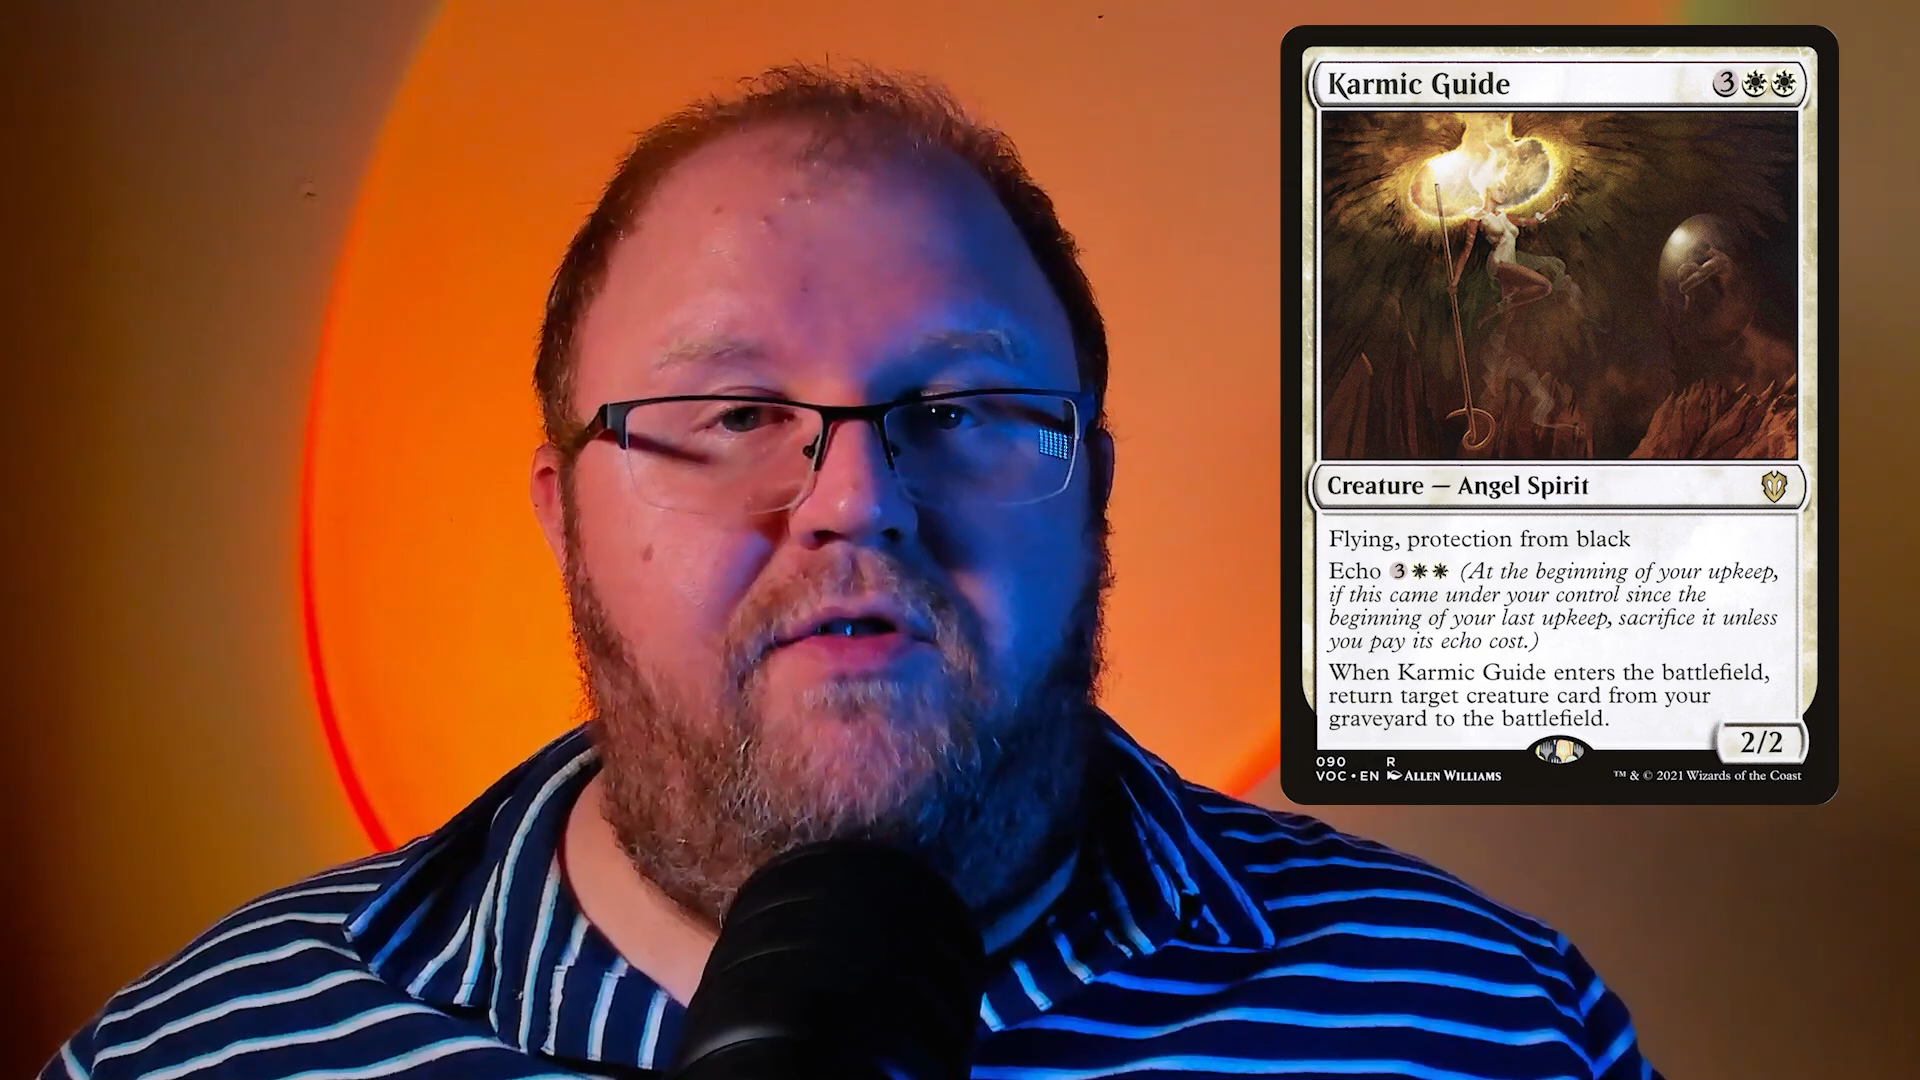 Karmic Guide 3
Creature — Angel Spirit
Flying, protection from black
Echo 3 (At the beginning of your upkeep,
if this came under your control since the
beginning of your last upkeep, sacrifice it unless
you pay its echo cost.)
When Karmic Guide enters the battlefield,
return target creature card from your
graveyard to the battlefield.
2/2
090 R
VOC • EN Allen Williams
™ & © 2021 Wizards of the Coast